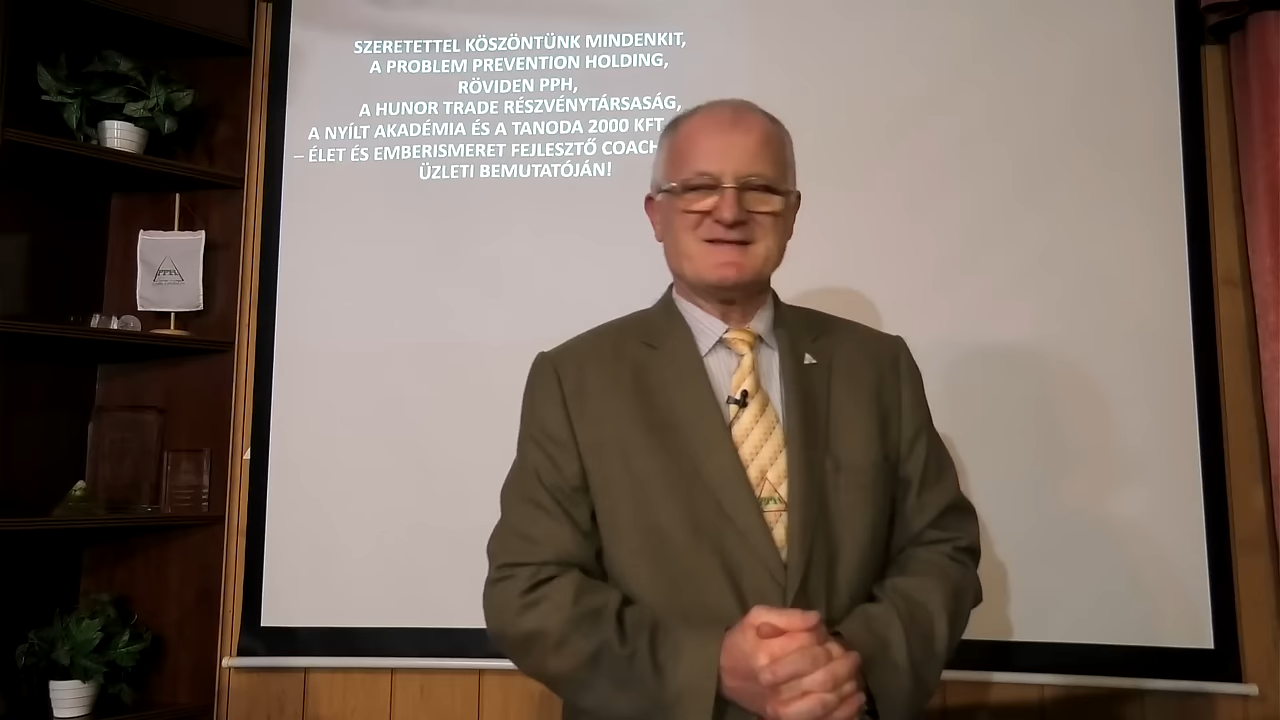 SZERETETTEL KÖSZÖNTÜNK MINDENKIT,
A PROBLEM PREVENTION HOLDING,
RÖVIDEN PPH,
A HUNOR TRADE RÉSZVÉNYTÁRSASÁG,
A NYÍLT AKADÉMIA ÉS A TANODA 2000 KFT
– ÉLET ÉS EMBERISMERET FEJLESZTŐ COACH
ÜZLETI BEMUTATÓJÁN!